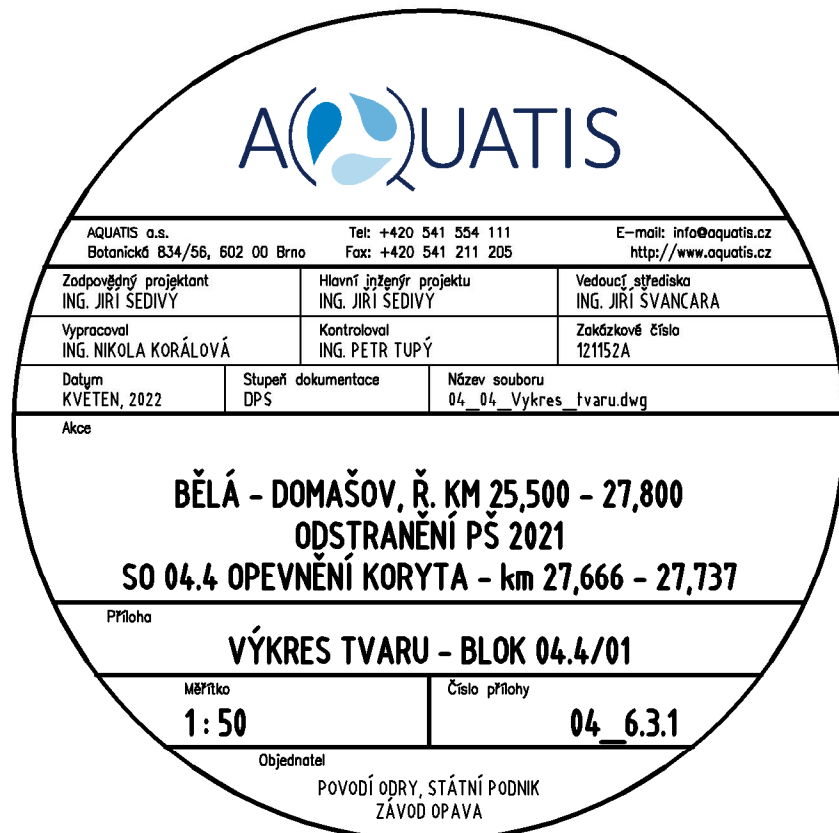 AQUATIS
AQUATIS a.s. Tel: +420 541 554 111 E-mail: info@aquatis.cz
Botanická 834/56, 602 00 Brno Fax: +420 541 211 205 http://www.aquatis.cz
Zodpovědný projektant Hlavní inženýr projektu Vedoucí střediska
ING. JIŘÍ ŠEDIVÝ ING. JIŘÍ ŠEDIVÝ ING. JIŘÍ ŠVANCARA
Vypracoval Kontroloval Zakázkové číslo
ING. NIKOLA KORÁLOVÁ ING. PETR TUPÝ 121152A
Datum Stupeň dokumentace Název souboru
KVĚTEN, 2022 DPS 04_04_Vykres_tvaru.dwg
Akce
BĚLÁ - DOMAŠOV, Ř. KM 25,500 - 27,800
ODSTRANĚNÍ PŠ 2021
SO 04.4 OPEVNĚNÍ KORYTA - km 27,666 - 27,737
Příloha
VÝKRES TVARU - BLOK 04.4/01
Měřítko Číslo přílohy
1:50 04_6.3.1
Objednatel
POVODÍ ODRY, STÁTNÍ PODNIK
ZÁVOD OPAVA